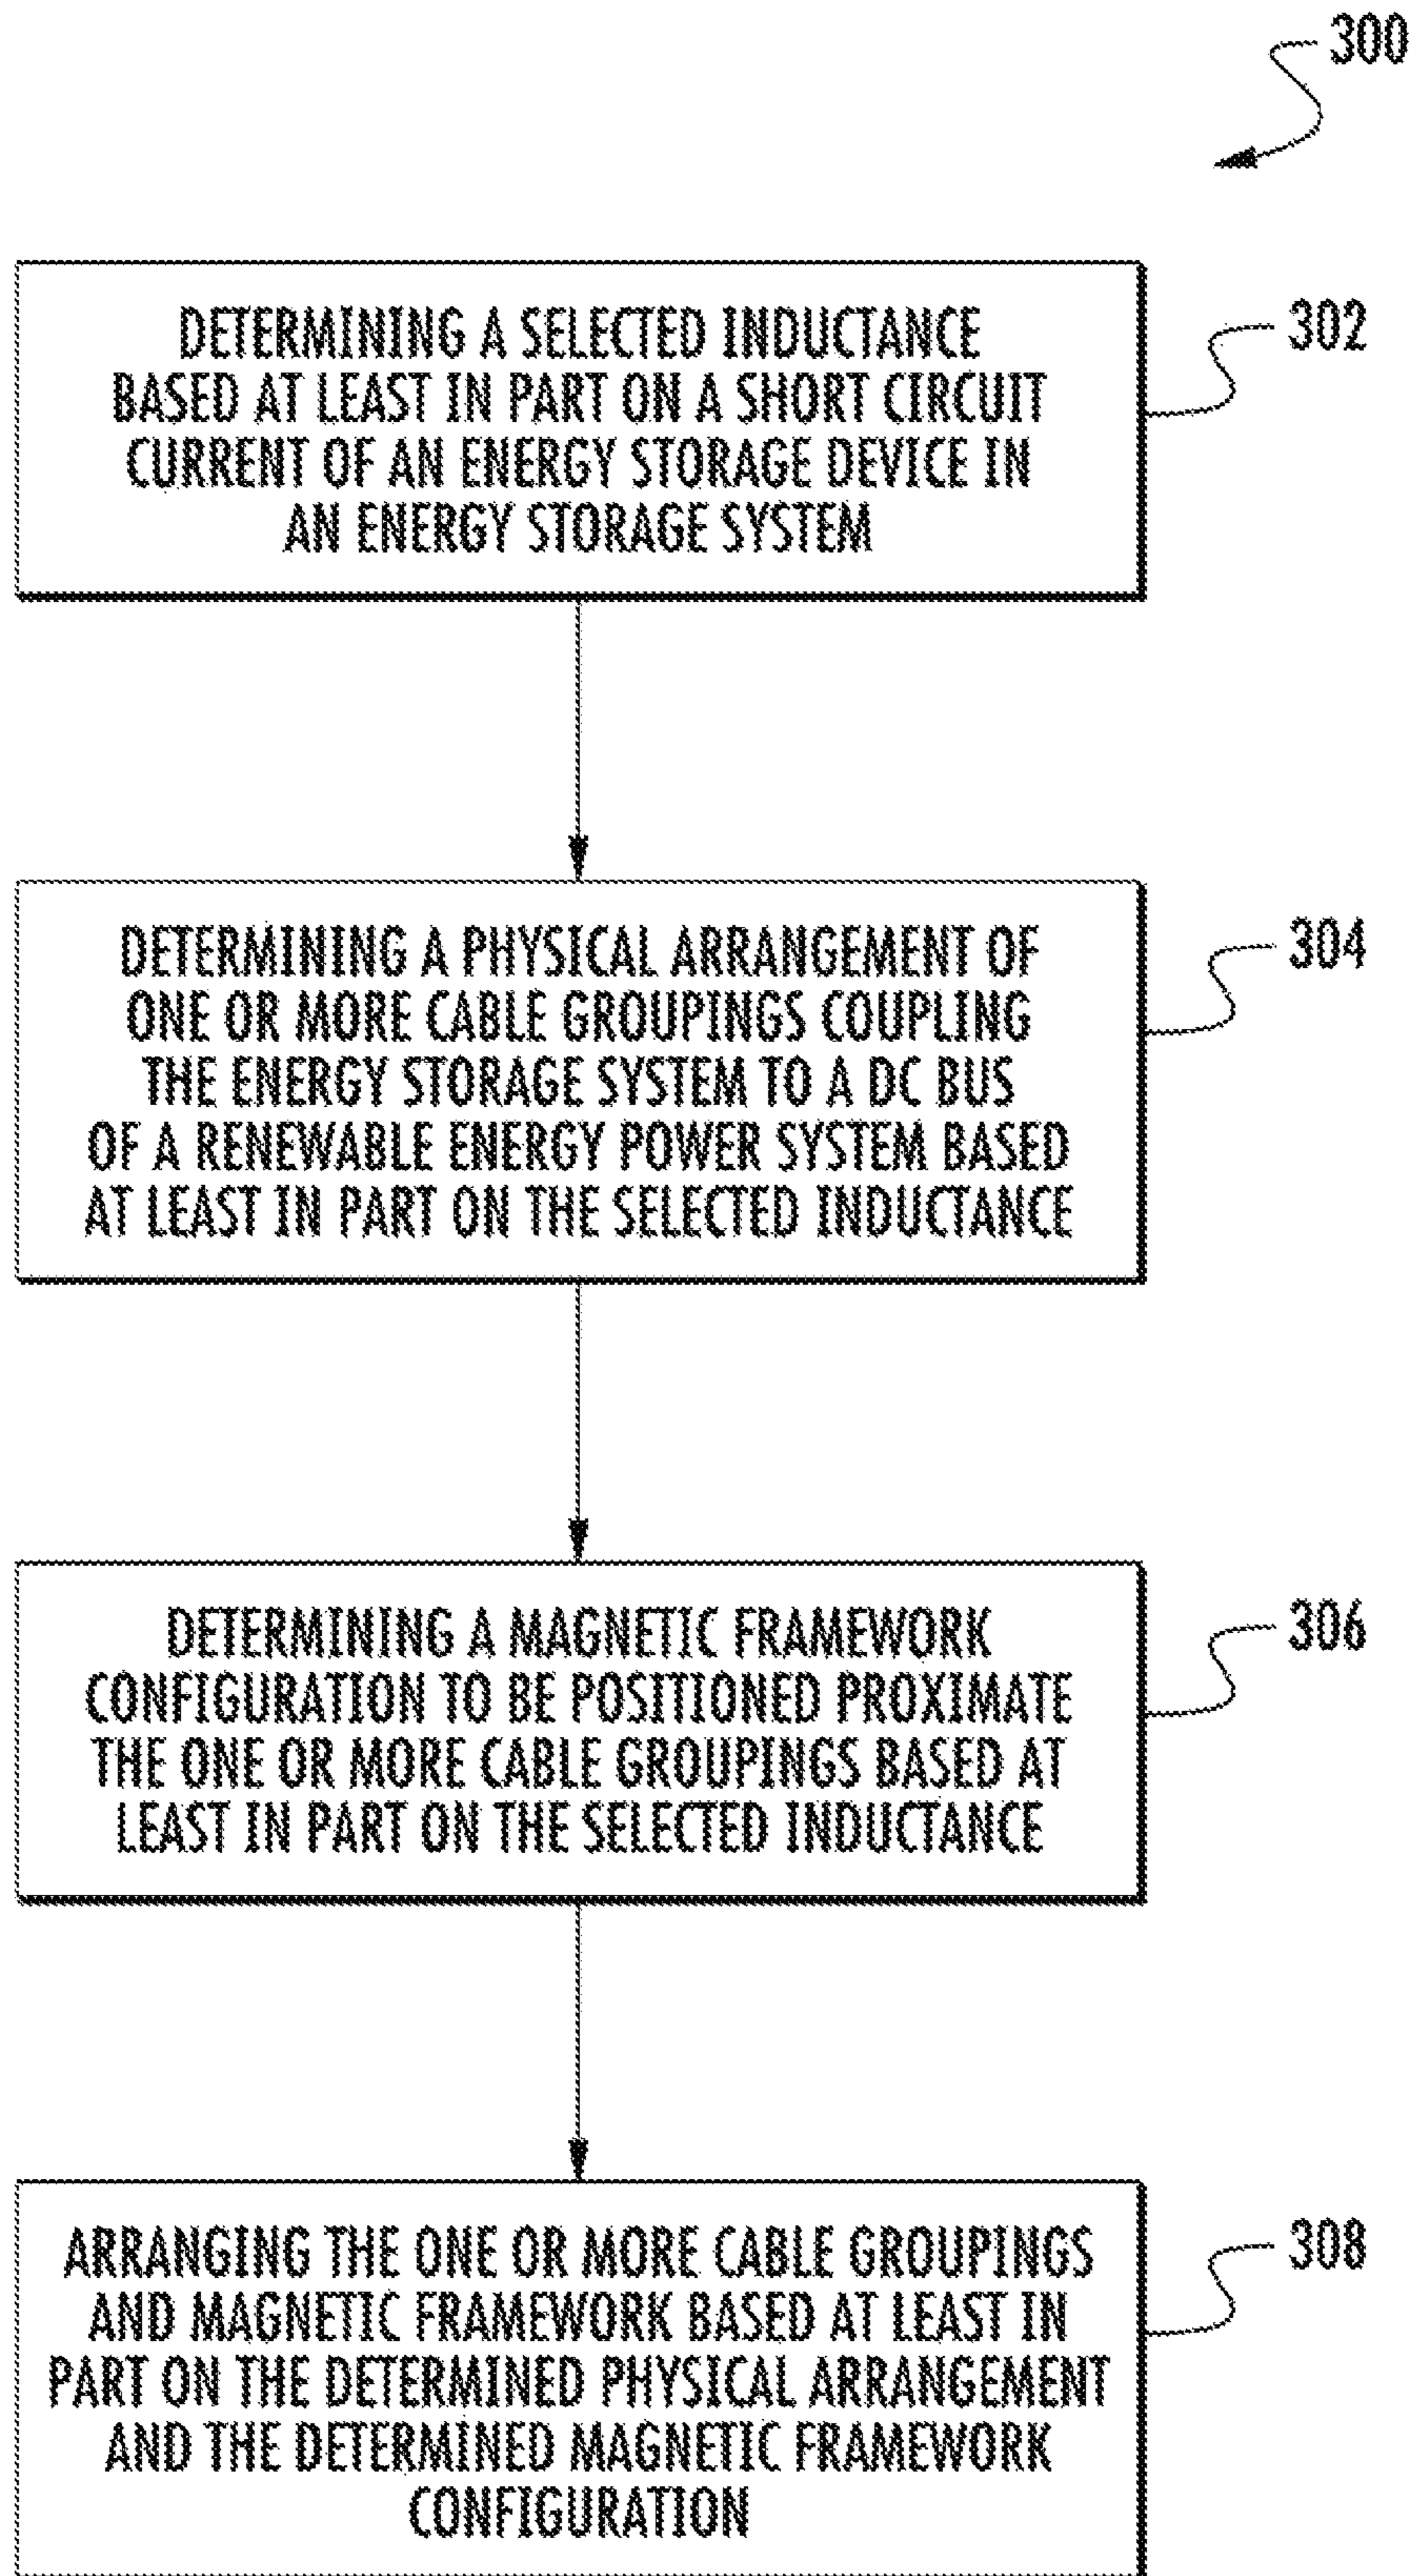 300
DETERMINING A SELECTED INDUCTANCE
BASED AT LEAST IN PART ON A SHORT CIRCUIT
CURRENT OF AN ENERGY STORAGE DEVICE IN
AN ENERGY STORAGE SYSTEM
302
DETERMINING A PHYSICAL ARRANGEMENT OF
ONE OR MORE CABLE GROUPINGS COUPLING
THE ENERGY STORAGE SYSTEM TO A DC BUS
OF A RENEWABLE ENERGY POWER SYSTEM BASED
AT LEAST IN PART ON THE SELECTED INDUCTANCE
304
DETERMINING A MAGNETIC FRAMEWORK
CONFIGURATION TO BE POSITIONED PROXIMATE
THE ONE OR MORE CABLE GROUPINGS BASED AT
LEAST IN PART ON THE SELECTED INDUCTANCE
306
ARRANGING THE ONE OR MORE CABLE GROUPINGS
AND MAGNETIC FRAMEWORK BASED AT LEAST IN
PART ON THE DETERMINED PHYSICAL ARRANGEMENT
AND THE DETERMINED MAGNETIC FRAMEWORK
CONFIGURATION
308